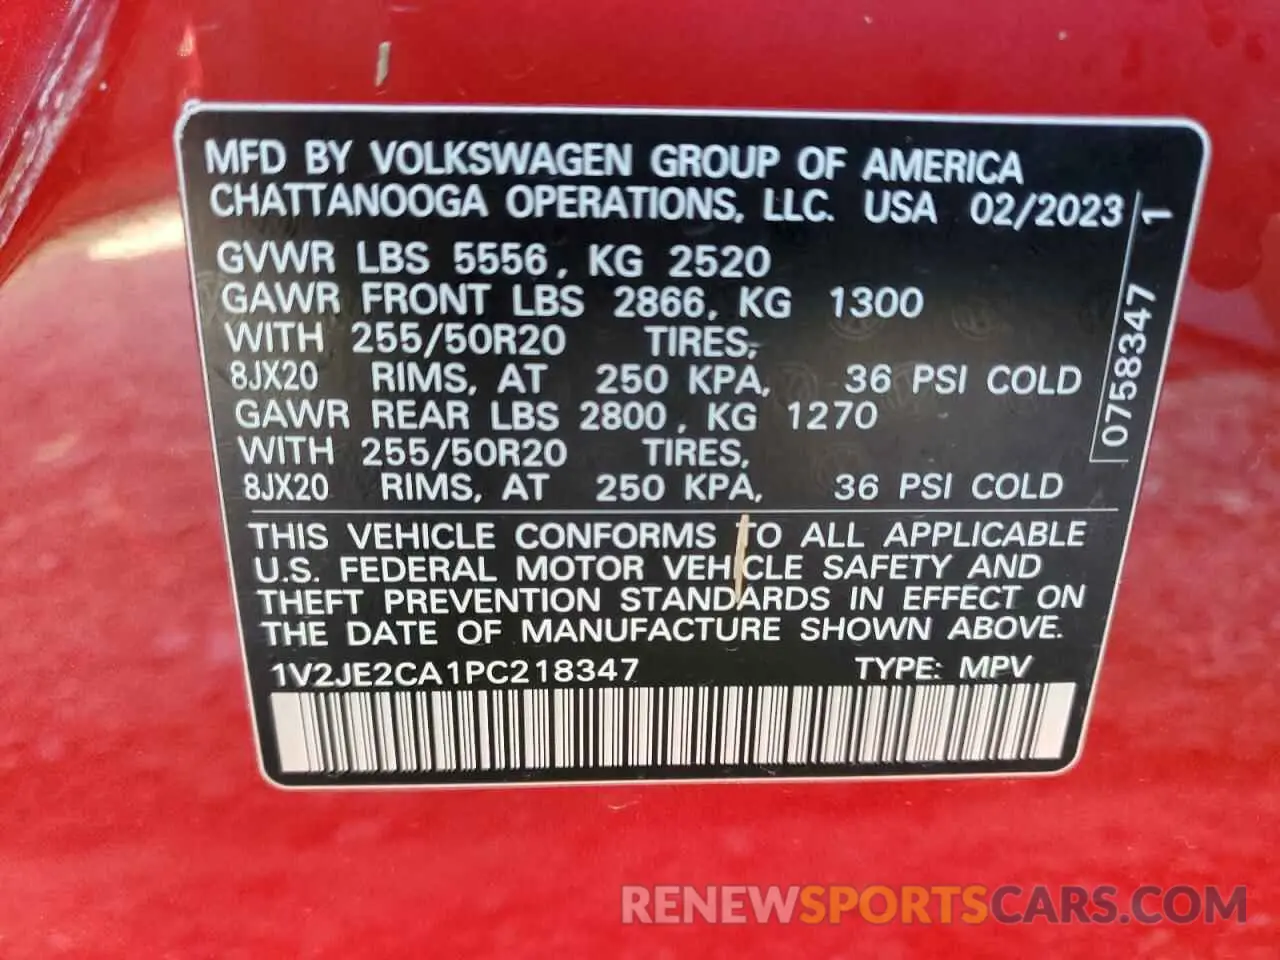 MFD BY VOLKSWAGEN GROUP OF AMERICA
CHATTANOOGA OPERATIONS, LLC. USA 02/2023
GVWR LBS 5556, KG 2520
GAWR FRONT LBS 2866, KG 1300
WITH 255/50R20 TIRES,
8JX20 RIMS, AT 250 KPA, 36 PSI COLD
GAWR REAR LBS 2800, KG 1270
WITH 255/50R20 TIRES,
8JX20 RIMS, AT 250 KPA, 36 PSI COLD
0758347 1
THIS VEHICLE CONFORMS TO ALL APPLICABLE
U.S. FEDERAL MOTOR VEHICLE SAFETY AND
THEFT PREVENTION STANDARDS IN EFFECT ON
THE DATE OF MANUFACTURE SHOWN ABOVE.
1V2JE2CA1PC218347 TYPE: MPV
RENEWSPORTSCARS.COM